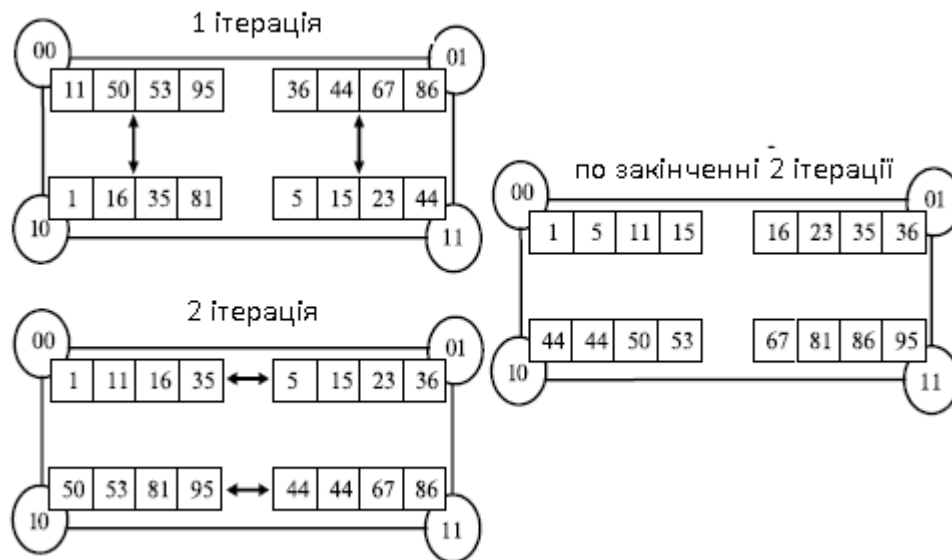 1 ітерація
00
01
11 50 53 95
36 44 67 86
1 16 35 81
5 15 23 44
10
11
2 ітерація
00
01
1 11 16 35
5 15 23 36
50 53 81 95
44 44 67 86
10
11
по закінченні 2 ітерації
00
01
1 5 11 15
16 23 35 36
44 44 50 53
67 81 86 95
10
11